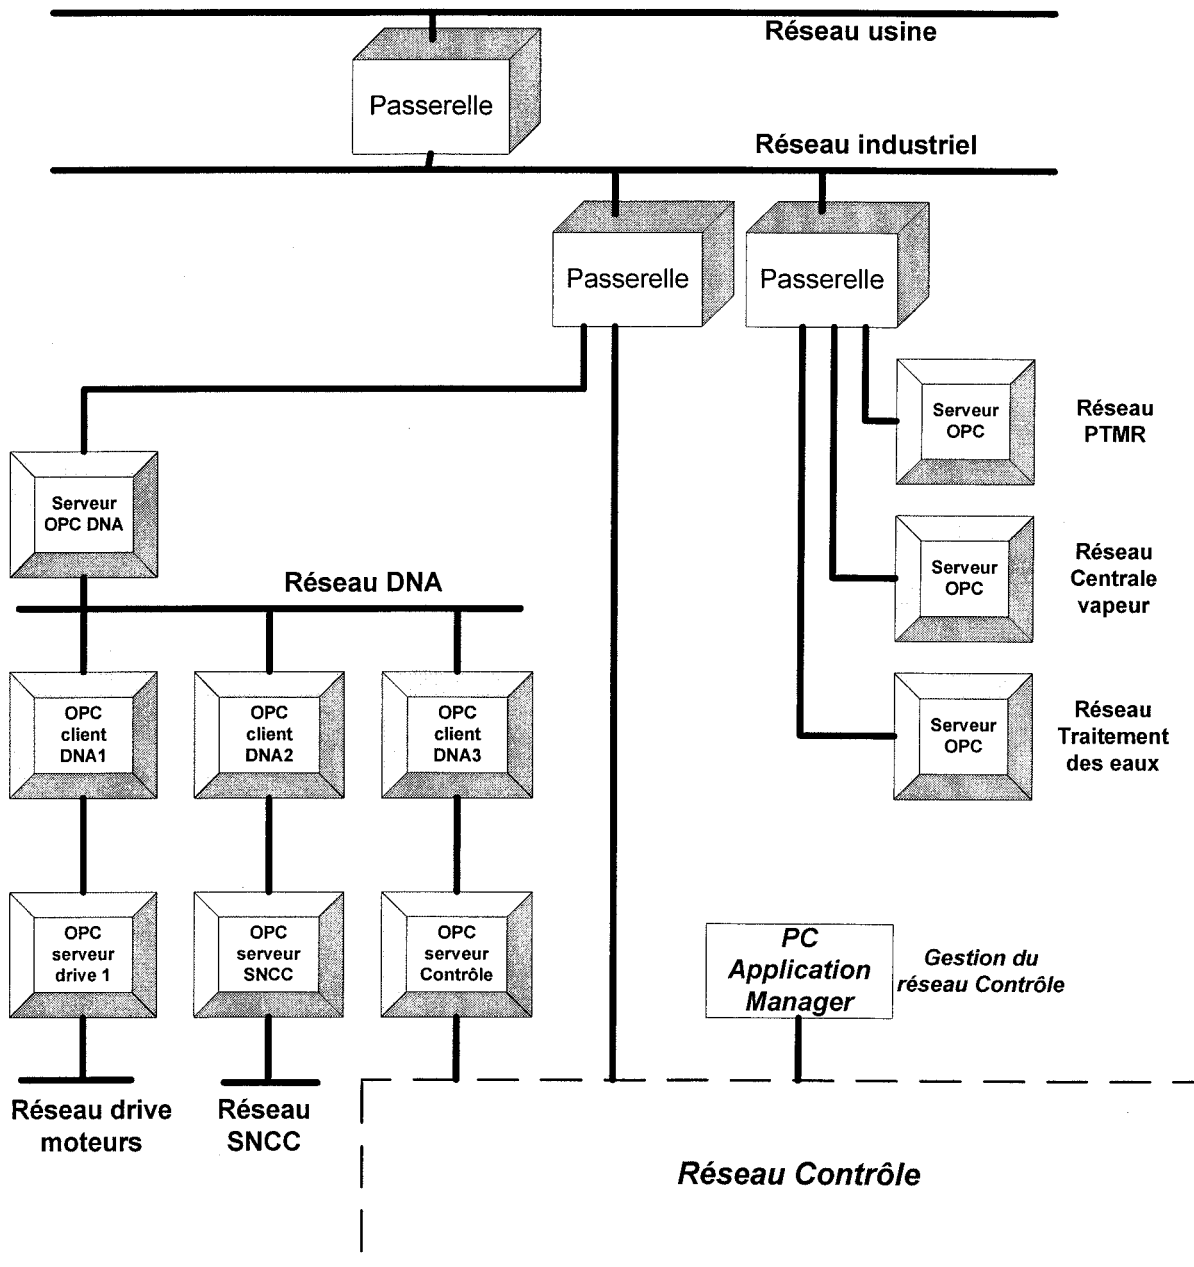 Réseau usine
Passerelle
Réseau industriel
Passerelle
Passerelle
Serveur
OPC
Réseau
PTMR
Serveur
OPC DNA
Serveur
OPC
Réseau
Centrale
vapeur
Réseau DNA
OPC
client
DNA1
OPC
client
DNA2
OPC
client
DNA3
Serveur
OPC
Réseau
Traitement
des eaux
OPC
serveur
drive 1
OPC
serveur
SNCC
OPC
serveur
Contrôle
PC
Application
Manager
Gestion du
réseau Contrôle
Réseau drive
moteurs
Réseau
SNCC
Réseau Contrôle